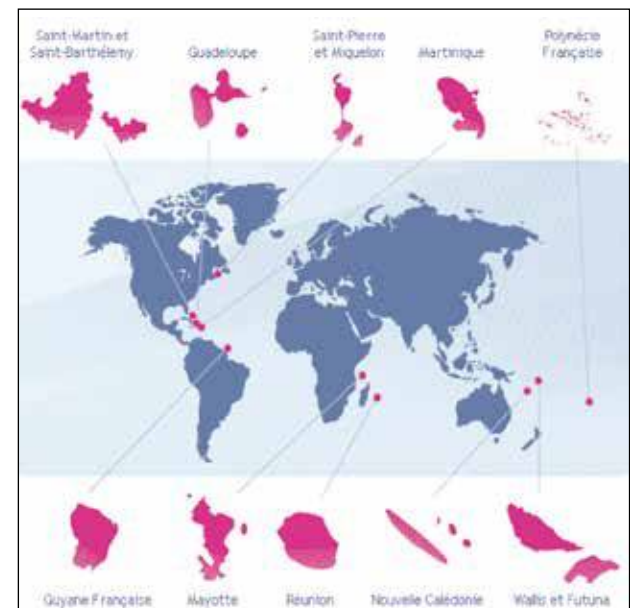 Saint-Martin et
Saint-Barthélemy
Guadeloupe
Saint-Pierre
et Miquelon
Martinique
Polynésie
Française
Guyane Française
Mayotte
Réunion
Nouvelle Calédonie
Wallis et Futuna